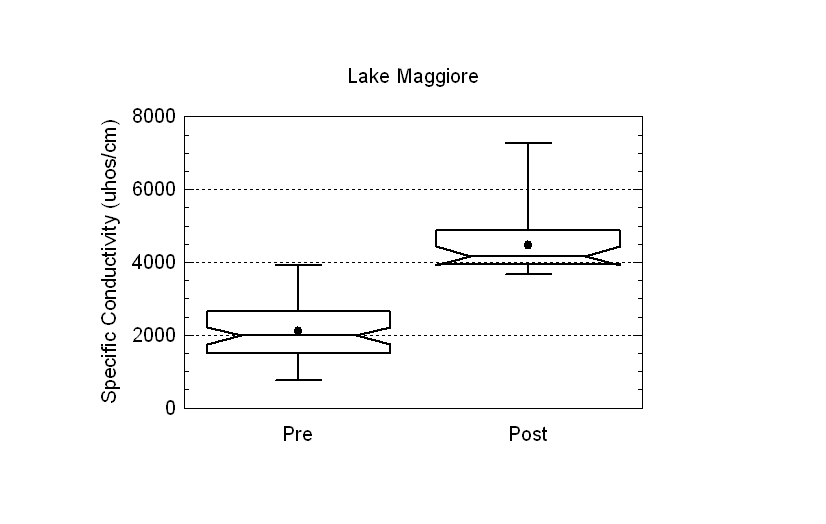 Lake Maggiore
Specific Conductivity (uhos/cm)
8000
6000
4000
2000
0
Pre
Post